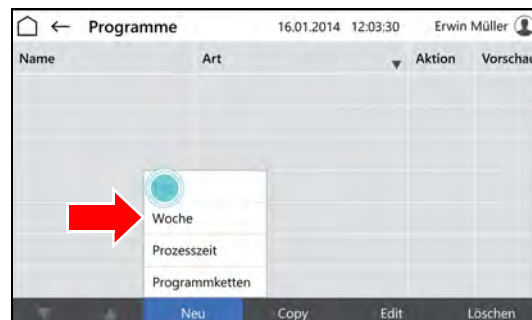 Programme 16.01.2014 12:03:30 Erwin Müller
Name Art Aktion Vorschau
Woche
Prozesszeit
Programmketten
Neu Copy Edit Löschen